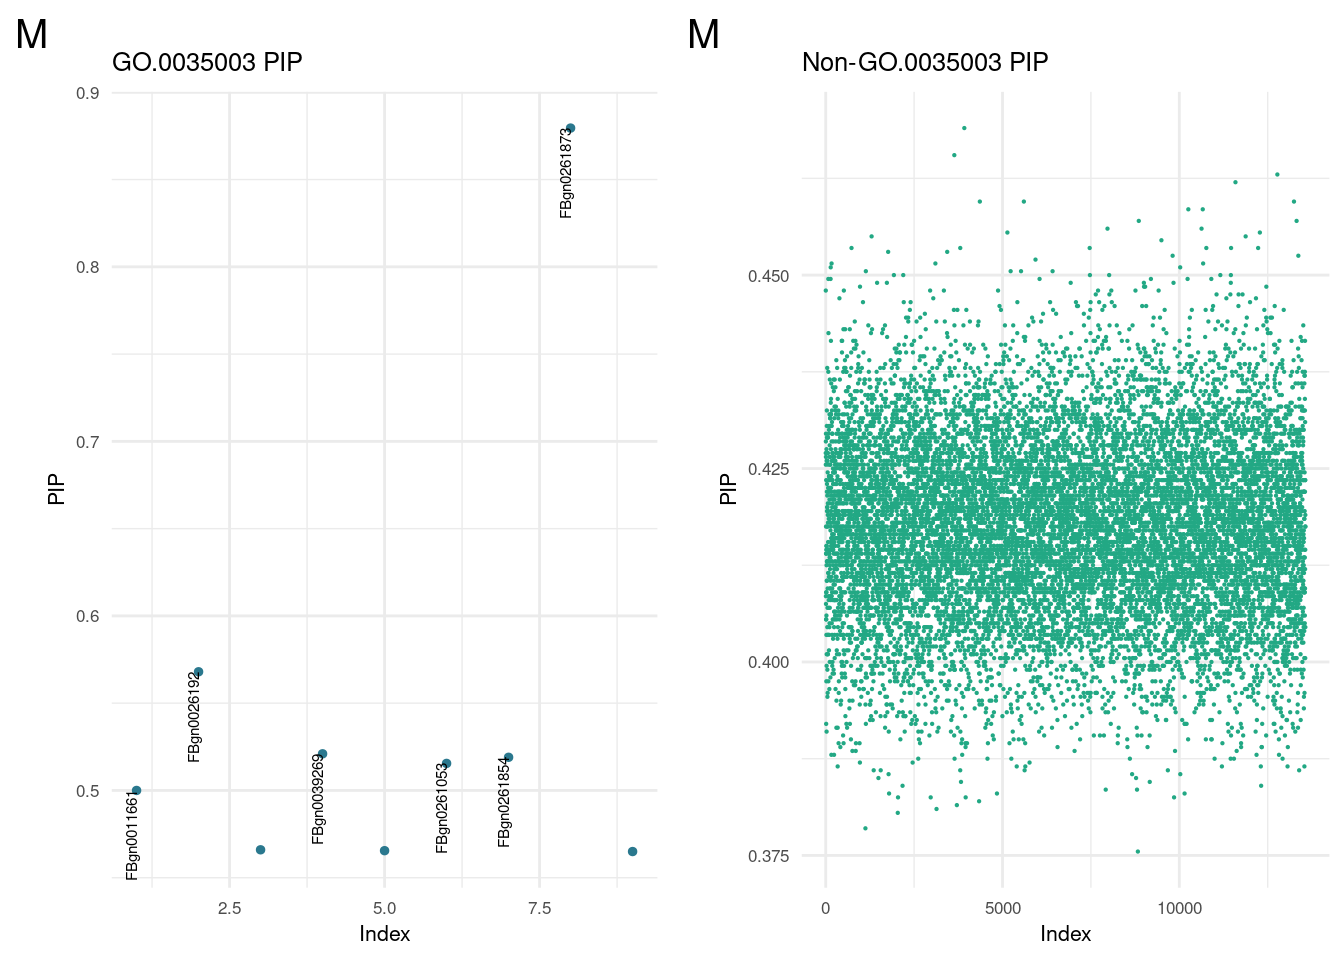 M
GO.0035003 PIP
0.9
0.8
0.7
0.6
0.5
PIP
FBgn0011661
FBgn0026192
FBgn0039269
FBgn0261053
FBgn0261854
FBgn0261873
2.5
5.0
7.5
Index
M
Non-GO.0035003 PIP
0.450
0.425
0.400
0.375
PIP
0
5000
10000
Index